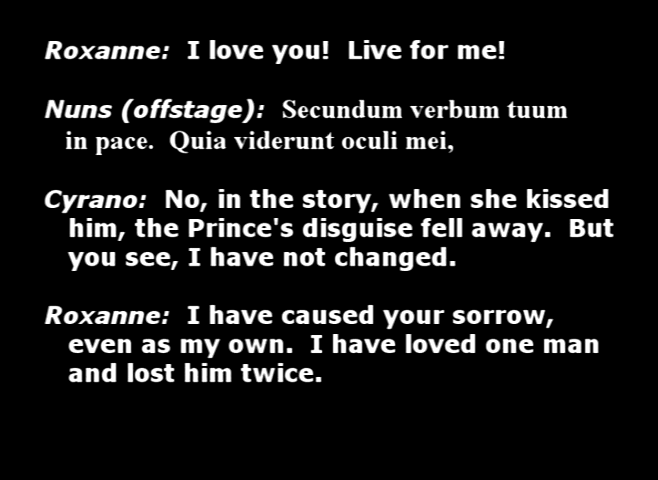 Roxanne: I love you! Live for me!
Nuns (offstage): Secundum verbum tuum
in pace. Quia viderunt oculi mei,
Cyrano: No, in the story, when she kissed
him, the Prince's disguise fell away. But
you see, I have not changed.
Roxanne: I have caused your sorrow,
even as my own. I have loved one man
and lost him twice.